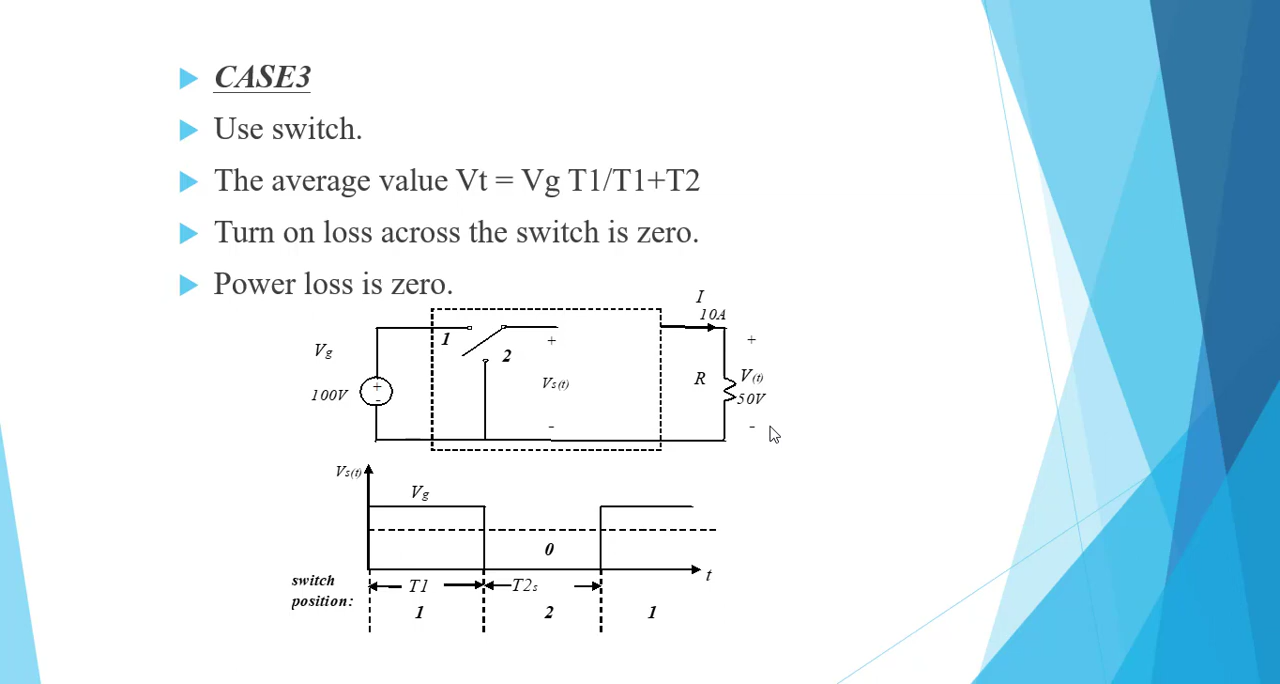 CASE3
Use switch.
The average value Vt = Vg T1/T1+T2
Turn on loss across the switch is zero.
Power loss is zero.
I
10A
Vg
100V
+
-
1
2
+
Vs(t)
-
R
+
V(t)
50V
-
Vs(t)
Vg
0
t
T1
T2s
switch
position:
1
2
1